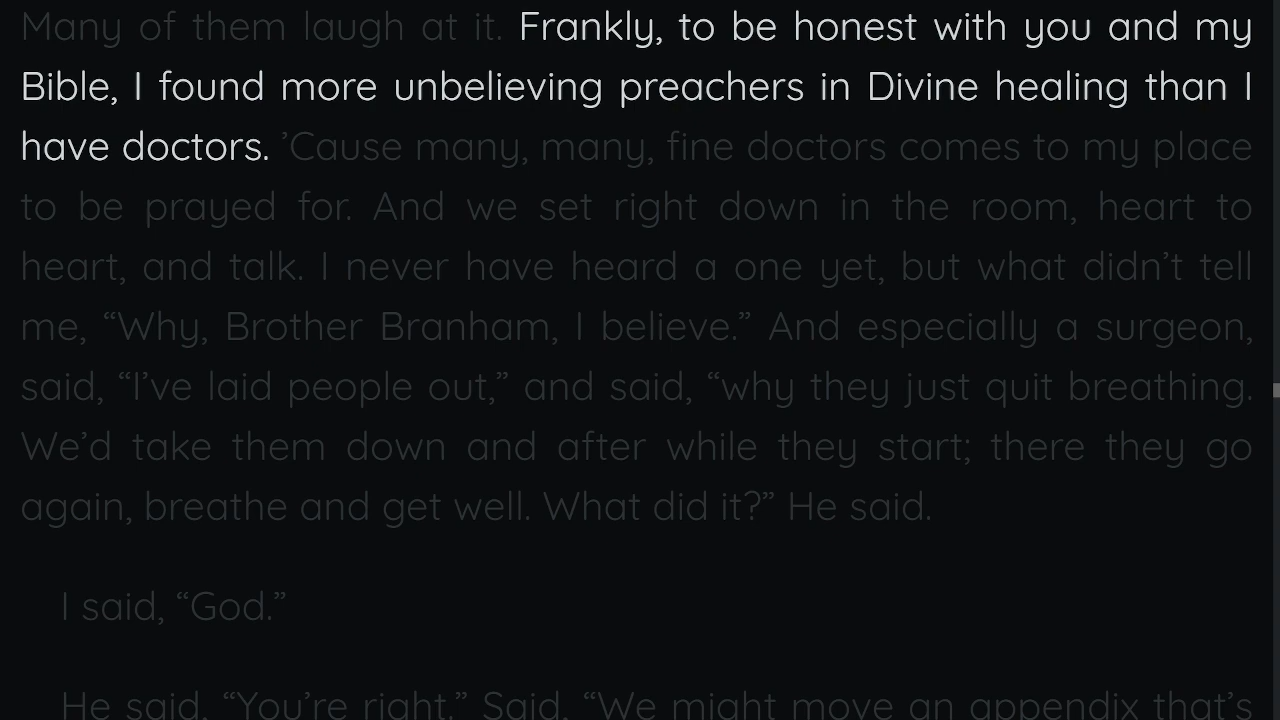 Many of them laugh at it. Frankly, to be honest with you and my
Bible, I found more unbelieving preachers in Divine healing than I
have doctors. ’Cause many, many, fine doctors comes to my place
to be prayed for. And we set right down in the room, heart to
heart, and talk. I never have heard a one yet, but what didn’t tell
me, “Why, Brother Branham, I believe.” And especially a surgeon,
said, “I’ve laid people out,” and said, “why they just quit breathing.
We’d take them down and after while they start; there they go
again, breathe and get well. What did it?” He said.
I said, “God.”
He said, “You’re right.” Said, “We might move an appendix that’s